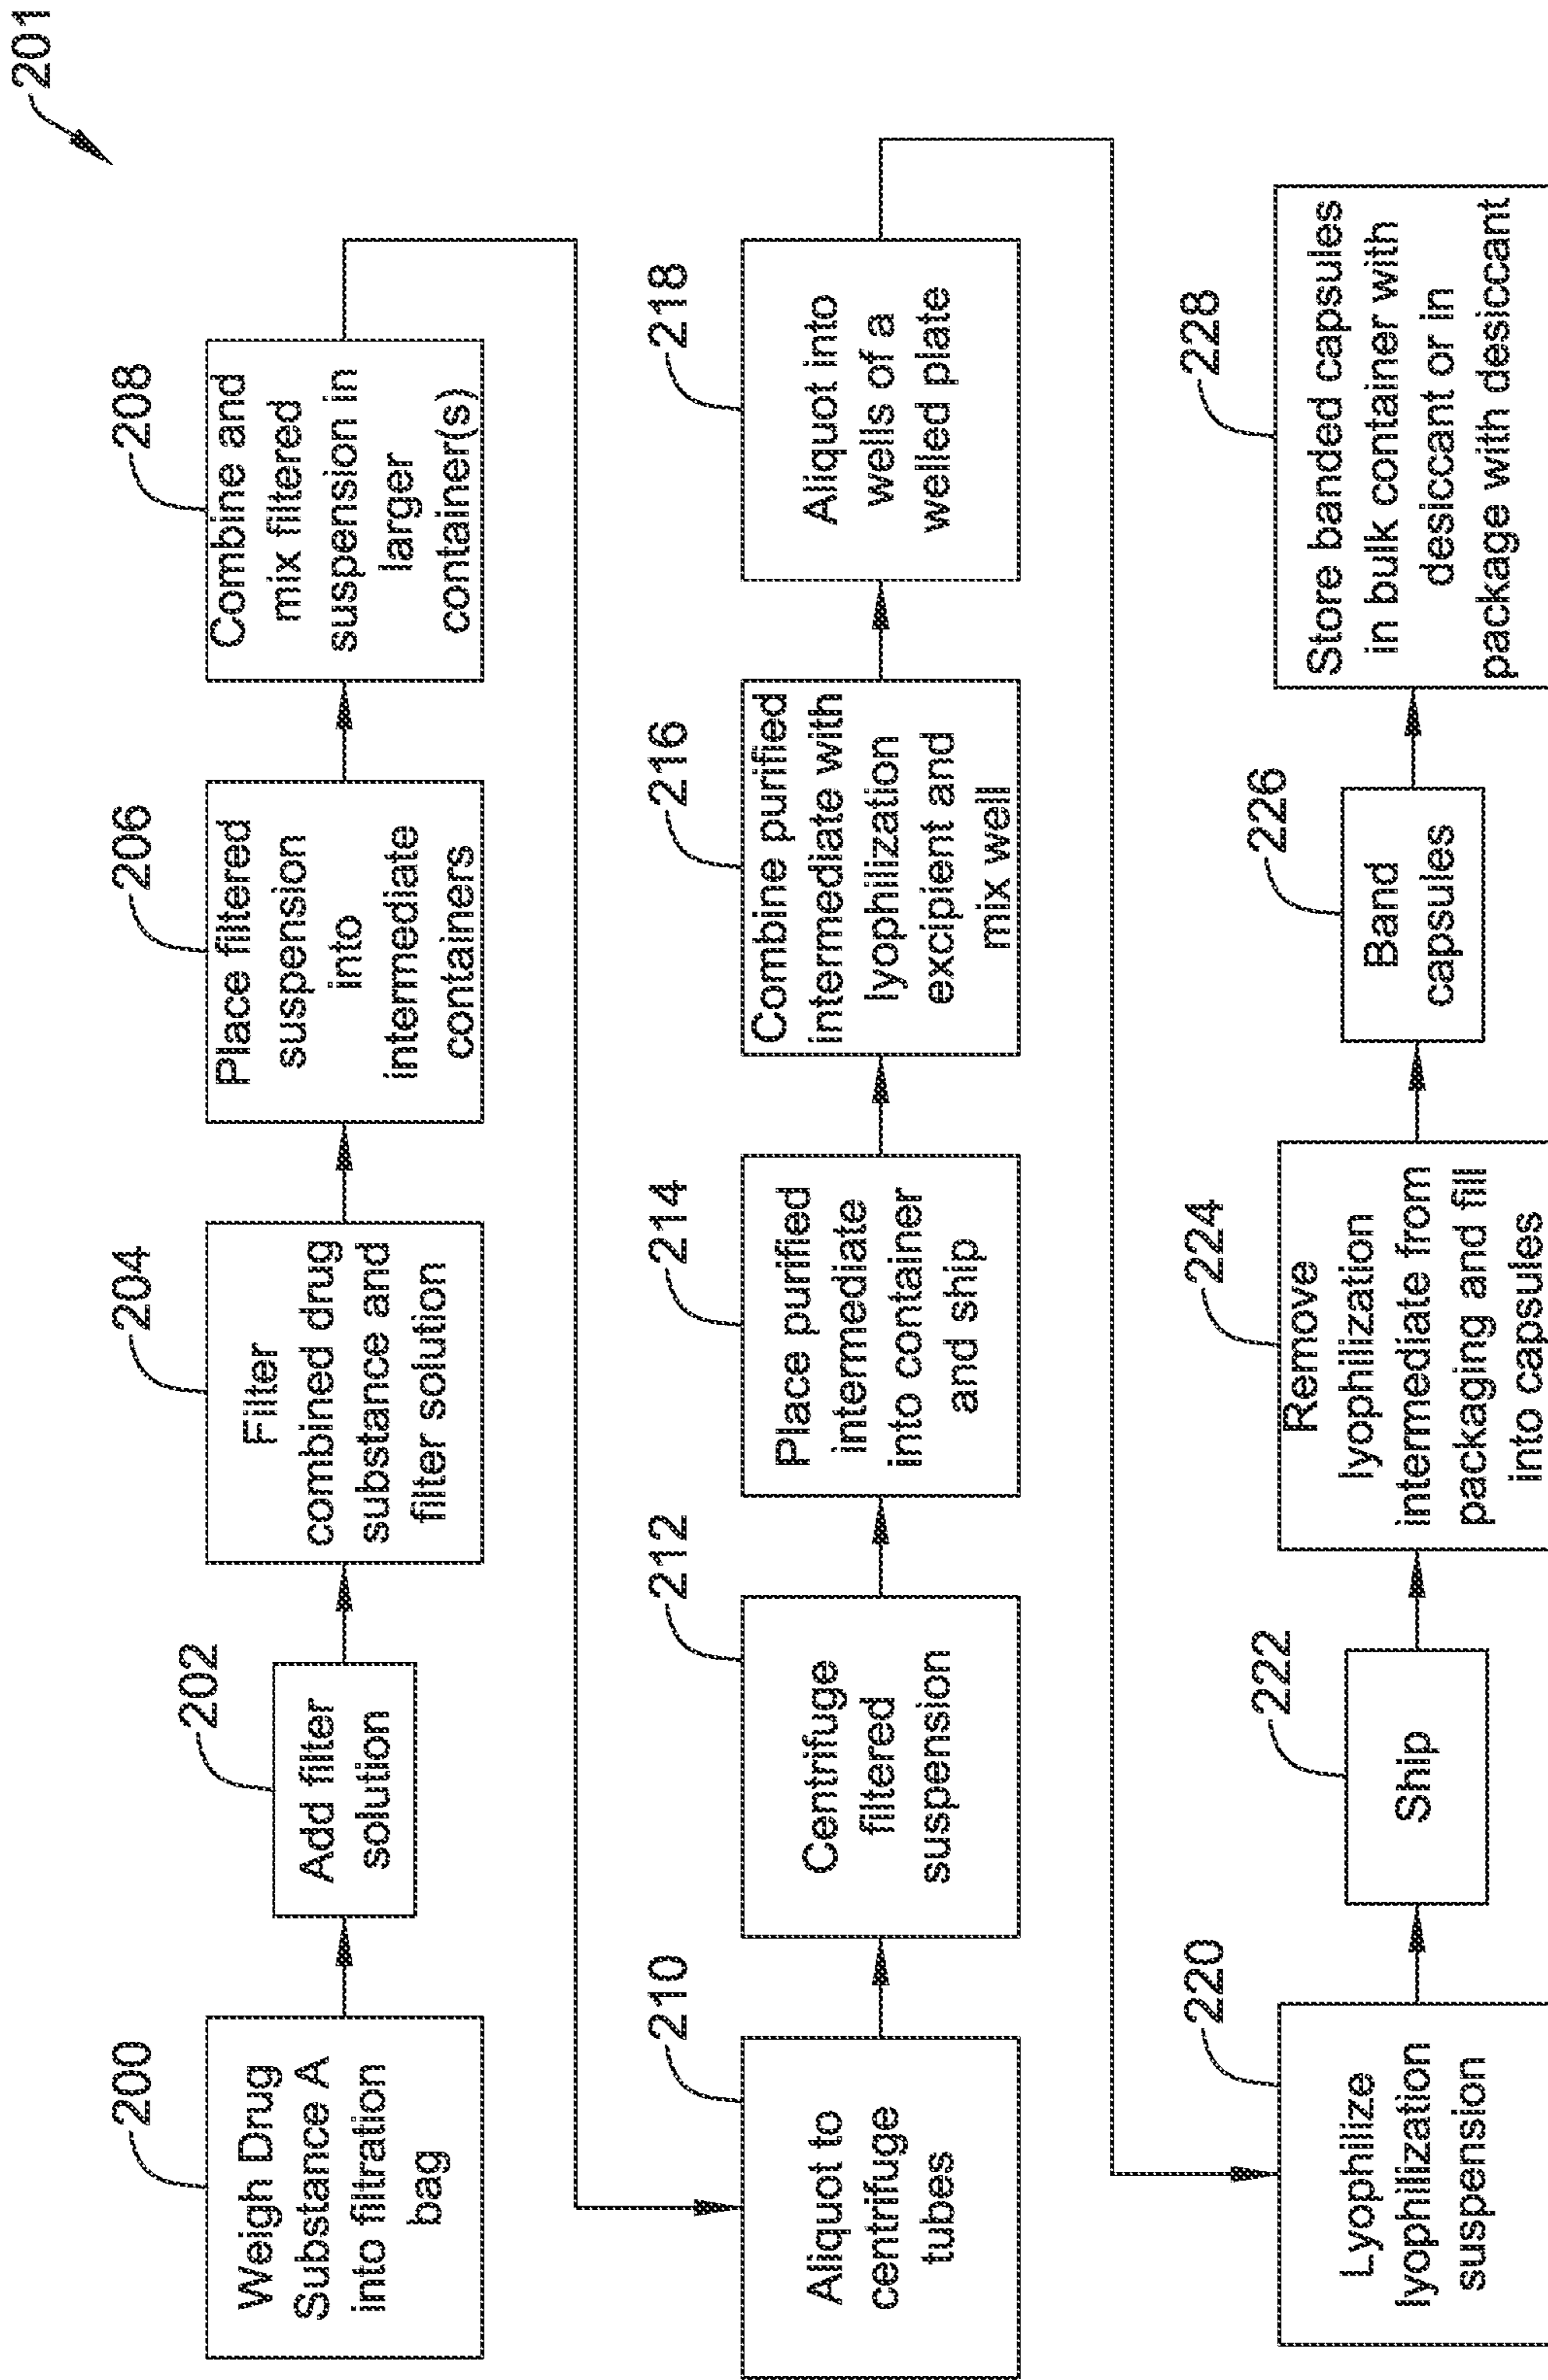 201
200
Weigh Drug
Substance A
into filtration
bag
202
Add filter
solution
204
Filter
combined drug
substance and
filter solution
206
Place filtered
suspension
into
intermediate
containers
208
Combine and
mix filtered
suspension in
larger
container(s)
210
Aliquot to
centrifuge
tubes
212
Centrifuge
filtered
suspension
214
Place purified
intermediate
into container
and ship
216
Combine purified
intermediate with
lyophilization
excipient and
mix well
218
Aliquot into
wells of a
welled plate
220
Lyophilize
lyophilization
suspension
222
Ship
224
Remove
lyophilization
intermediate from
packaging and fill
into capsules
226
Band
capsules
228
Store banded capsules
in bulk container with
desiccant or in
package with desiccant